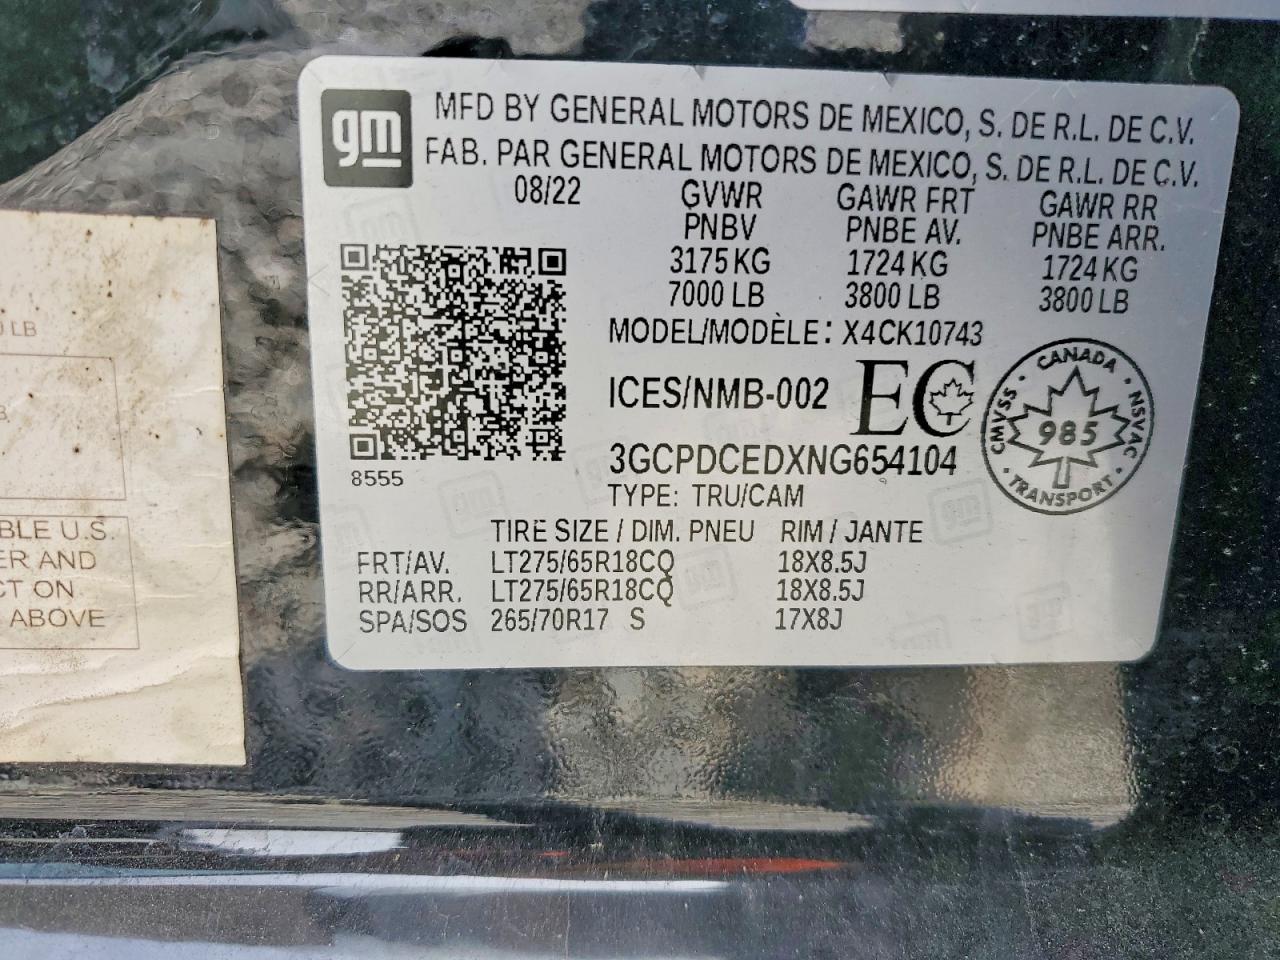 gm
MFD BY GENERAL MOTORS DE MEXICO, S. DE R.L. DE C.V.
FAB. PAR GENERAL MOTORS DE MEXICO, S. DE R.L. DE C.V.
08/22 GVWR GAWR FRT GAWR RR
PNBV PNBE AV. PNBE ARR.
3175 KG 1724 KG 1724 KG
7000 LB 3800 LB 3800 LB
MODEL/MODÈLE: X4CK10743
ICES/NMB-002 EC
3GCPDCEDXNG654104
TYPE: TRU/CAM
8555
CANADA · NSVAC · TRANSPORT · CMVSS ·
985
TIRE SIZE / DIM. PNEU RIM / JANTE
FRT/AV. LT275/65R18CQ 18X8.5J
RR/ARR. LT275/65R18CQ 18X8.5J
SPA/SOS 265/70R17 S 17X8J
LB
BLE U.S.
ER AND
CT ON
ABOVE